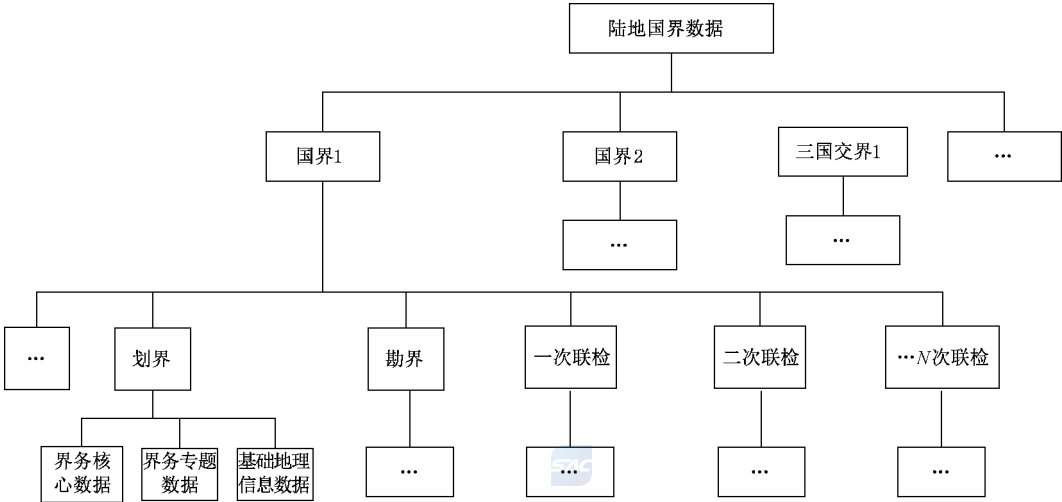 陆地国界数据
国界1
国界2
三国交界1
…
…
…
…
划界
勘界
一次联检
二次联检
…N次联检
界务核
心数据
界务专题
数据
基础地理
信息数据
…
…
…
…
SAC